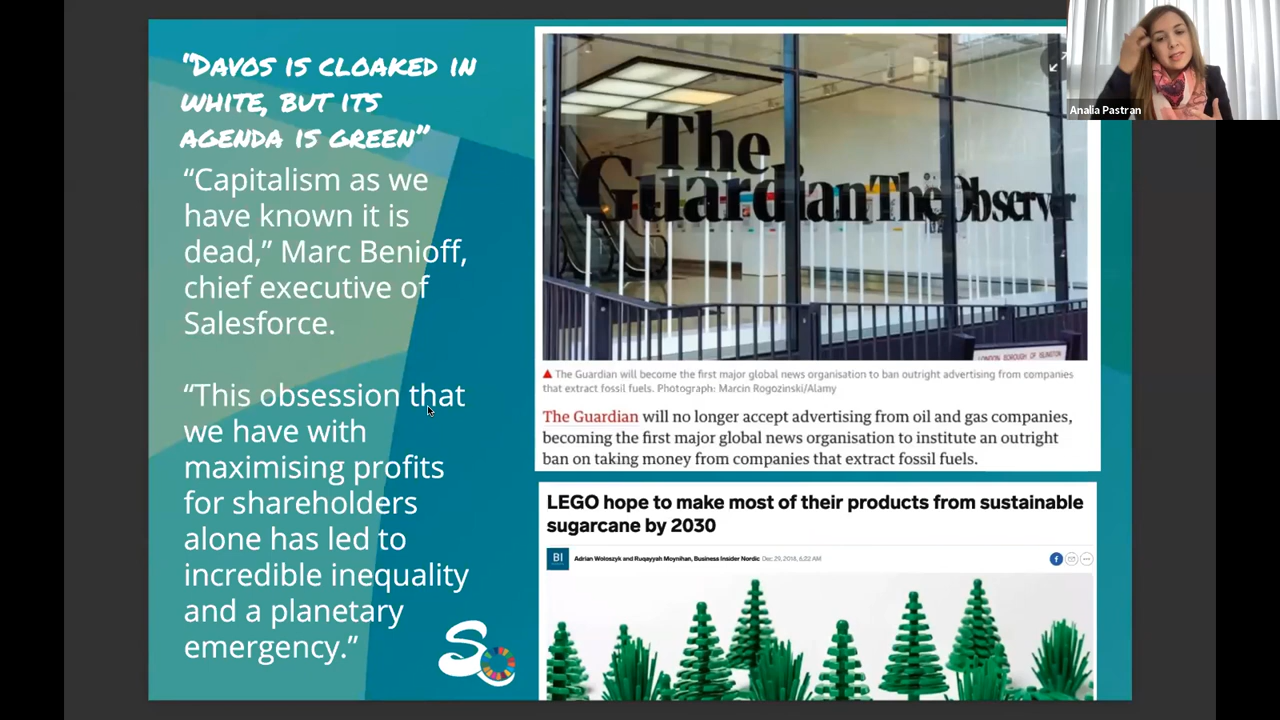 “DAVOS IS CLOAKED IN
WHITE, BUT ITS
AGENDA IS GREEN”
“Capitalism as we
have known it is
dead,” Marc Benioff,
chief executive of
Salesforce.
“This obsession that
we have with
maximising profits
for shareholders
alone has led to
incredible inequality
and a planetary
emergency.”
The
Guardian The Observer
LONDON BOROUGH OF ISLINGTON
The Guardian will become the first major global news organisation to ban outright advertising from companies
that extract fossil fuels. Photograph: Marcin Rogozinski/Alamy
The Guardian will no longer accept advertising from oil and gas companies,
becoming the first major global news organisation to institute an outright
ban on taking money from companies that extract fossil fuels.
LEGO hope to make most of their products from sustainable
sugarcane by 2030
BI
Adrian Woloszyk and Ruqayyah Moynihan, Business Insider Nordic Dec 29, 2018, 6:22 AM
Analia Pastran